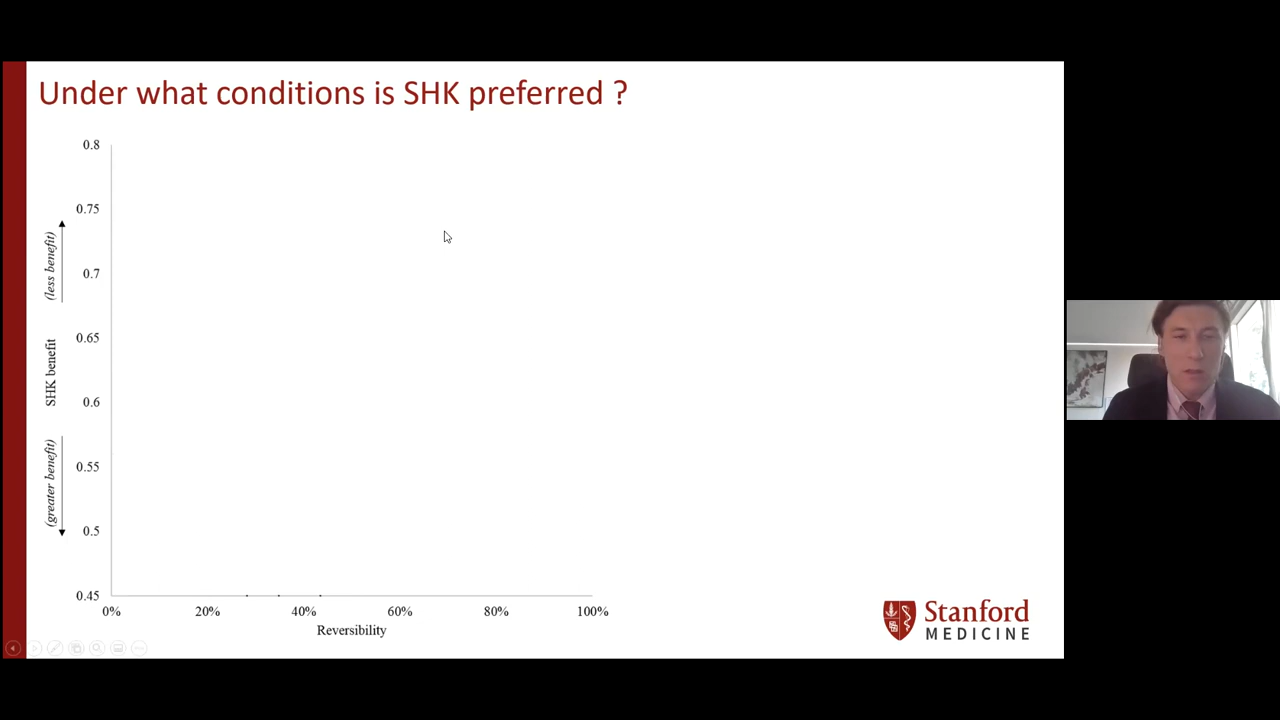 Under what conditions is SHK preferred ?
0.8
0.75
0.7
0.65
0.6
0.55
0.5
0.45
(less benefit)
SHK benefit
(greater benefit)
0%
20%
40%
60%
80%
100%
Reversibility
Stanford
MEDICINE